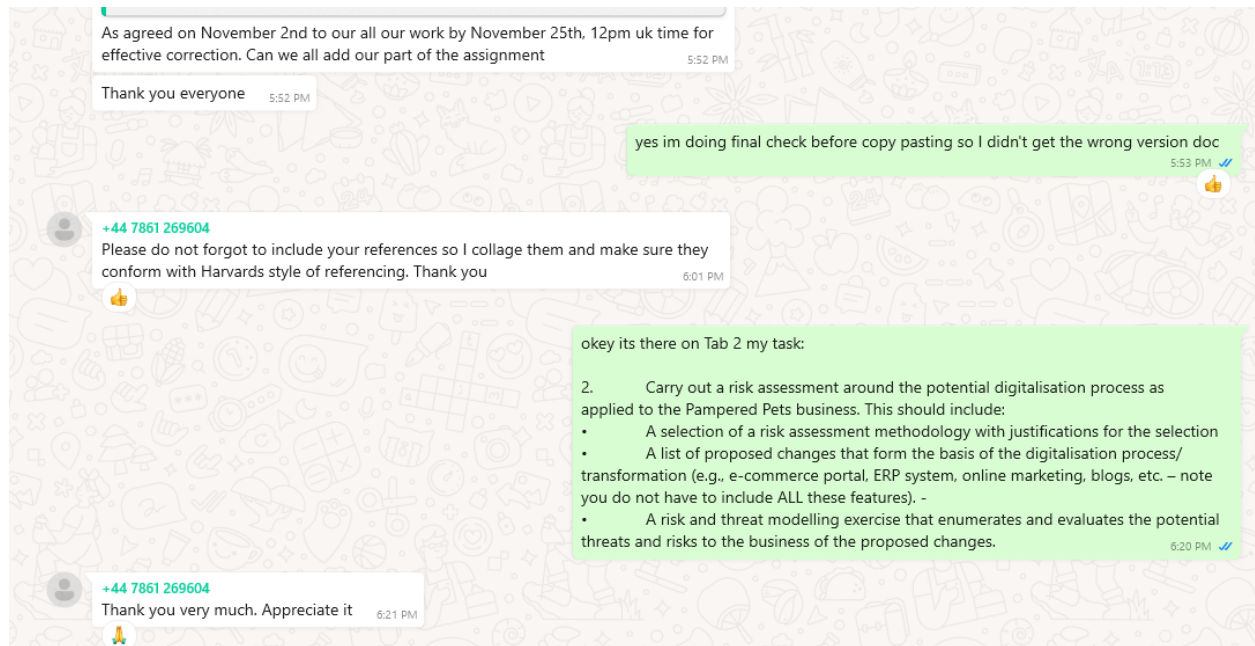 As agreed on November 2nd to our all our work by November 25th, 12pm uk time for
effective correction. Can we all add our part of the assignment
5:52 PM
Thank you everyone
5:52 PM
yes im doing final check before copy pasting so I didn't get the wrong version doc
5:53 PM
+44 7861 269604
Please do not forgot to include your references so I collage them and make sure they
conform with Harvards style of referencing. Thank you
6:01 PM
okey its there on Tab 2 my task:
2. Carry out a risk assessment around the potential digitalisation process as
applied to the Pampered Pets business. This should include:
• A selection of a risk assessment methodology with justifications for the selection
• A list of proposed changes that form the basis of the digitalisation process/
transformation (e.g., e-commerce portal, ERP system, online marketing, blogs, etc. – note
you do not have to include ALL these features). -
• A risk and threat modelling exercise that enumerates and evaluates the potential
threats and risks to the business of the proposed changes.
6:20 PM
+44 7861 269604
Thank you very much. Appreciate it
6:21 PM